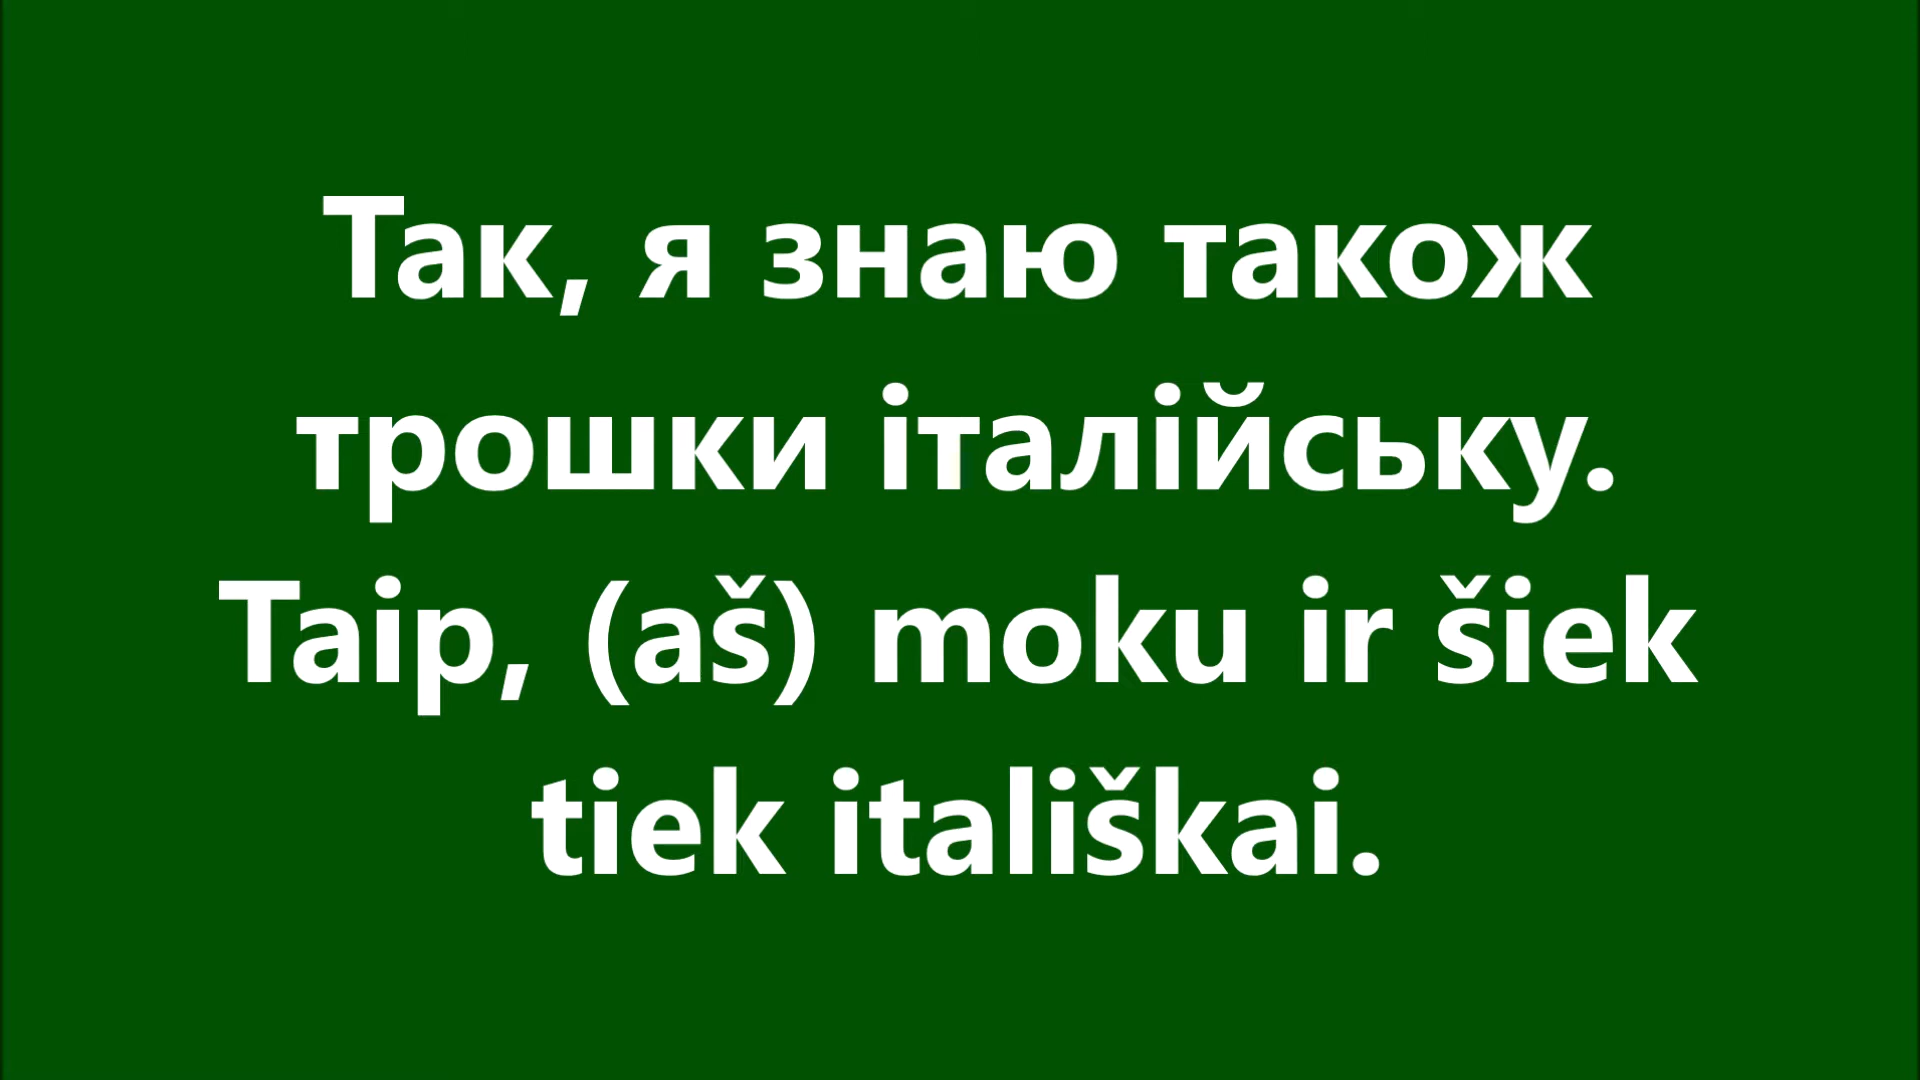 Так, я знаю також
трошки італійську.
Taip, (aš) moku ir šiek
tiek itališkai.